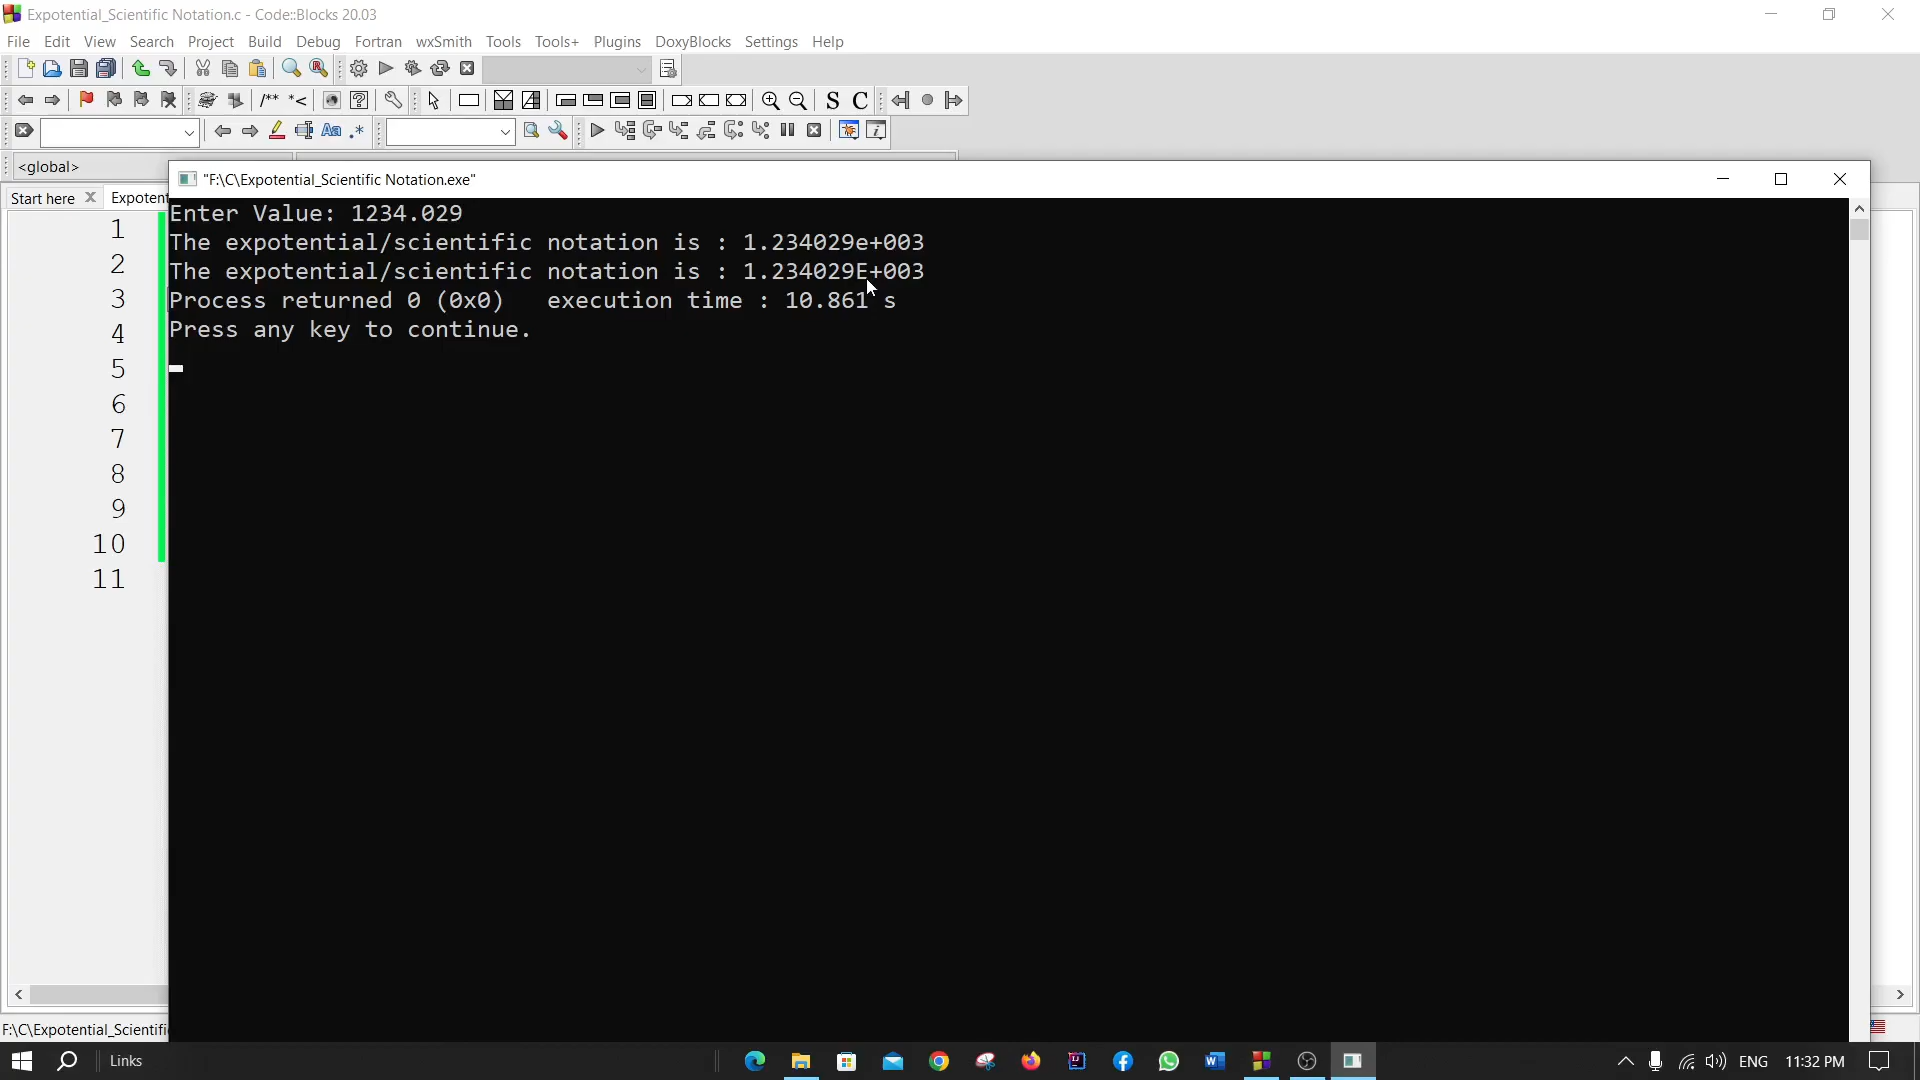 Expotential_Scientific Notation.c - Code::Blocks 20.03
File Edit View Search Project Build Debug Fortran wxSmith Tools Tools+ Plugins DoxyBlocks Settings Help
/** *<
S C
Aa .*
<global>
"F:\C\Expotential_Scientific Notation.exe"
Start here Expotent
1
2
3
4
5
6
7
8
9
10
11
Enter Value: 1234.029
The expotential/scientific notation is : 1.234029e+003
The expotential/scientific notation is : 1.234029E+003
Process returned 0 (0x0)   execution time : 10.861 s
Press any key to continue.
F:\C\Expotential_Scientifi
Links
ENG 11:32 PM